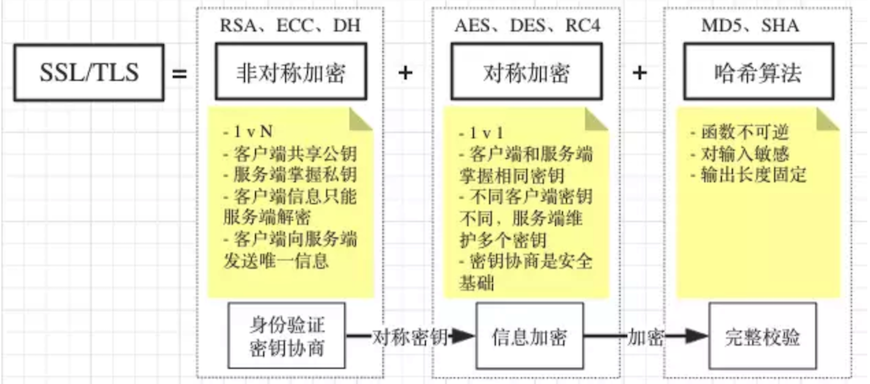 RSA、ECC、DH
AES、DES、RC4
MD5、SHA
SSL/TLS
=
非对称加密
+
对称加密
+
哈希算法
- 1 v N
- 客户端共享公钥
- 服务端掌握私钥
- 客户端信息只能
服务端解密
- 客户端向服务端
发送唯一信息
- 1 v 1
- 客户端和服务端
掌握相同密钥
- 不同客户端密钥
不同，服务端维
护多个密钥
- 密钥协商是安全
基础
- 函数不可逆
- 对输入敏感
- 输出长度固定
身份验证
密钥协商
对称密钥
信息加密
加密
完整校验